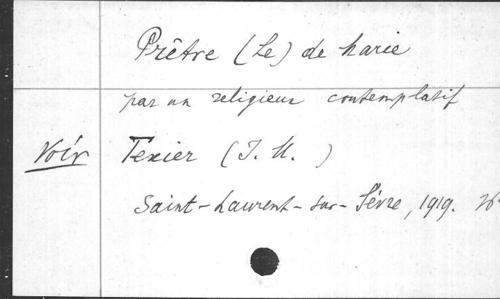 Prêtre (Le) de Marie
par un religieux contemplatif
Voir Texier (J. M. )
Saint-Laurent-sur-Sèvre, 1919.